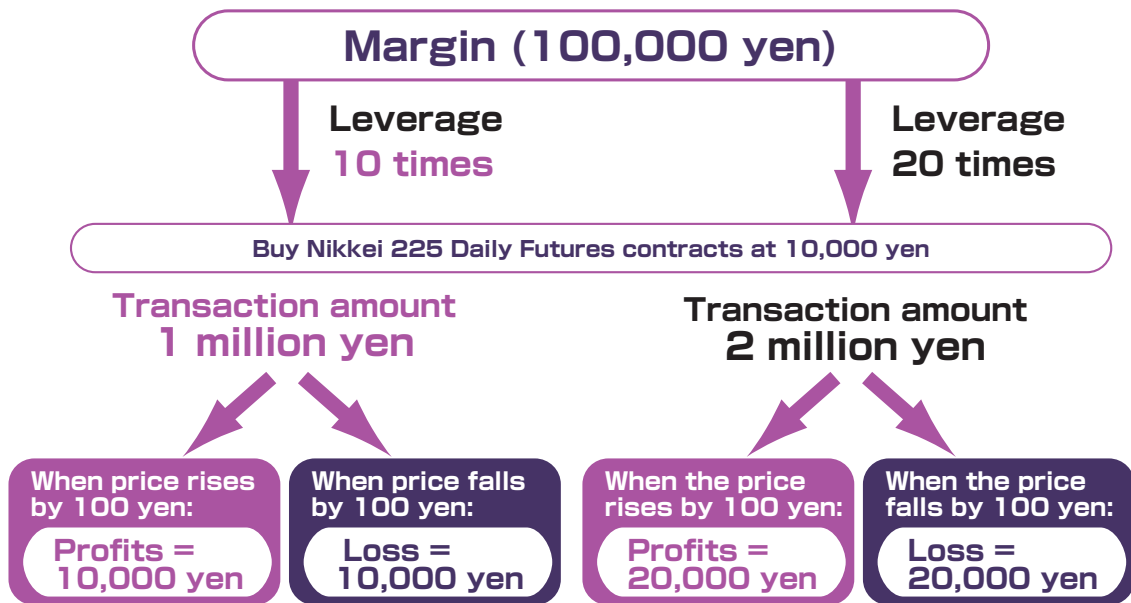 Margin (100,000 yen)
Leverage
10 times
Leverage
20 times
Buy Nikkei 225 Daily Futures contracts at 10,000 yen
Transaction amount
1 million yen
Transaction amount
2 million yen
When price rises
by 100 yen:
Profits =
10,000 yen
When price falls
by 100 yen:
Loss =
10,000 yen
When the price
rises by 100 yen:
Profits =
20,000 yen
When the price
falls by 100 yen:
Loss =
20,000 yen